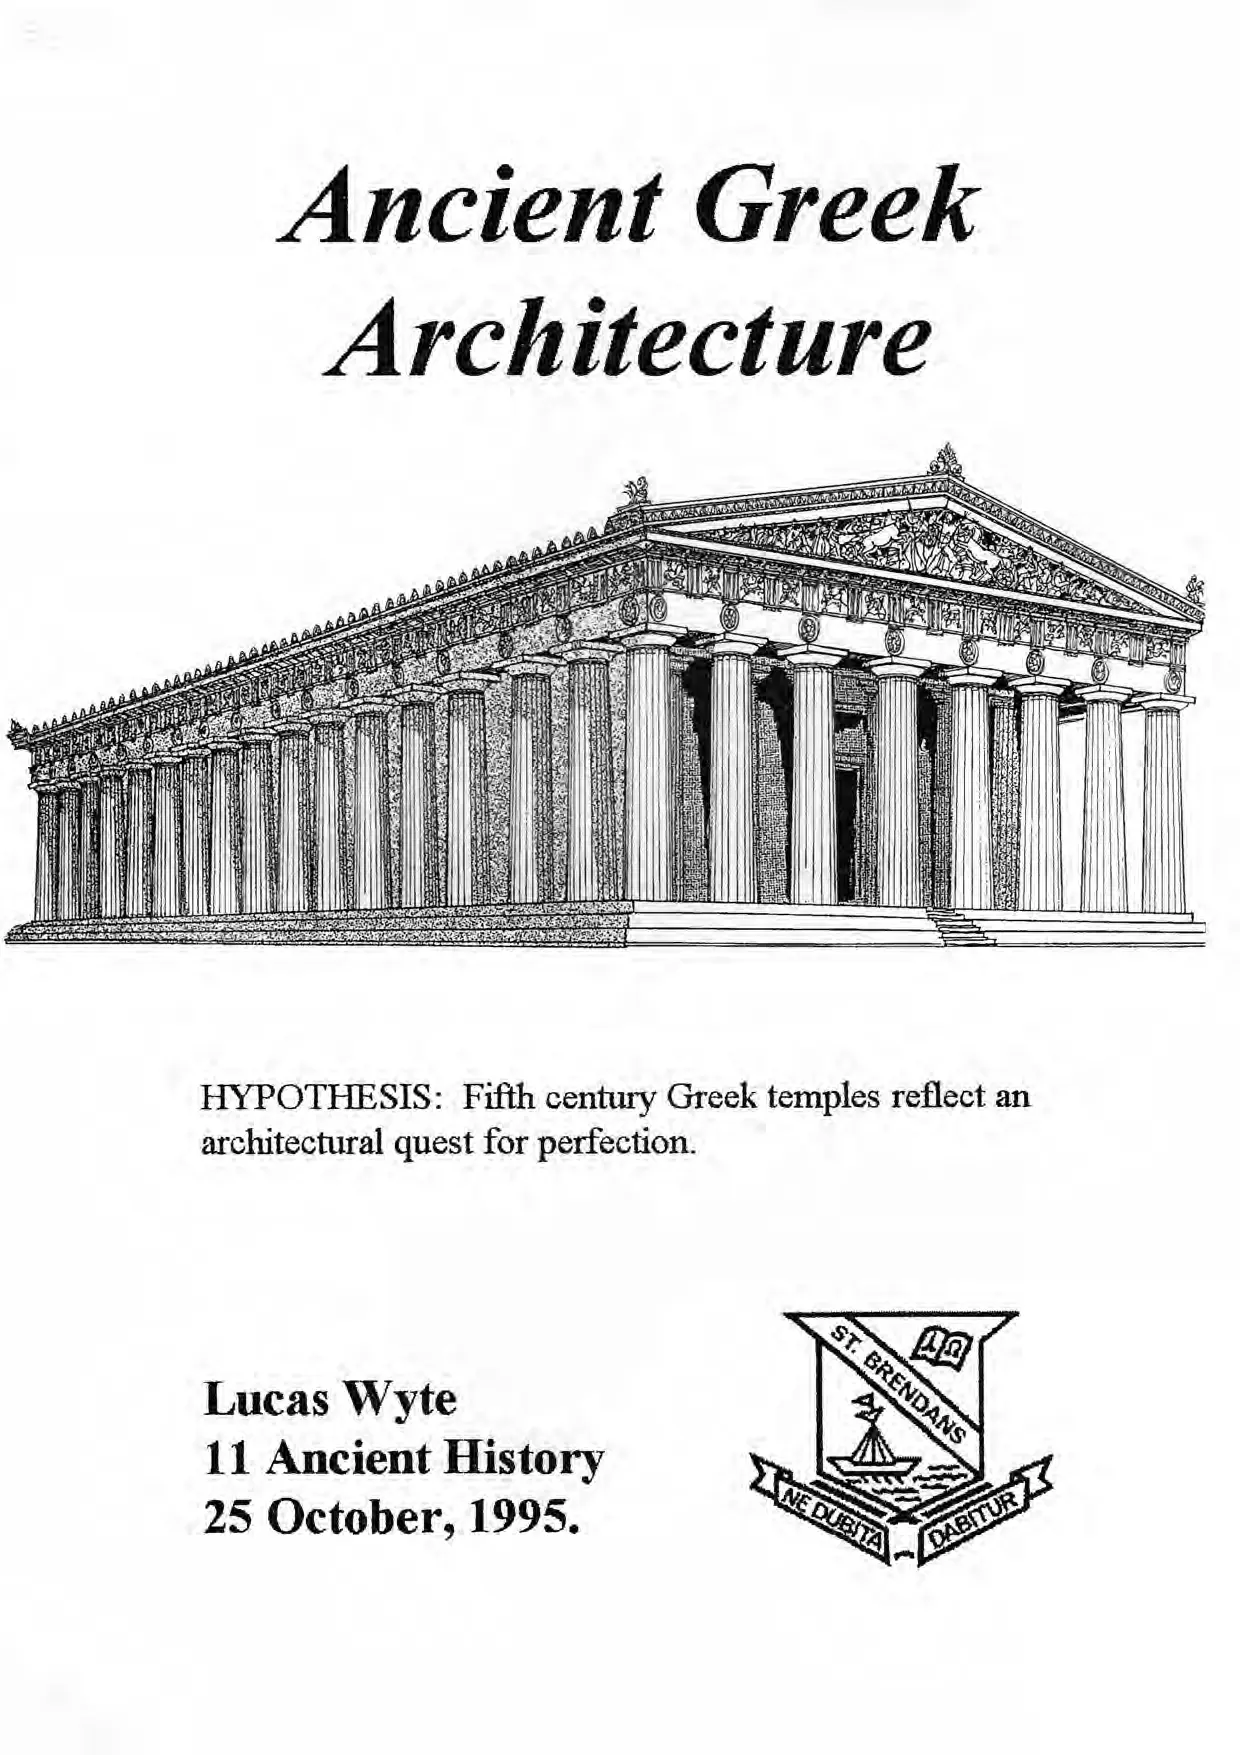 Ancient Greek
Architecture
HYPOTHESIS: Fifth century Greek temples reflect an
architectural quest for perfection.
Lucas Wyte
11 Ancient History
25 October, 1995.
ST. BRENDANS
Α Ω
NE DUBITA
DABITUR